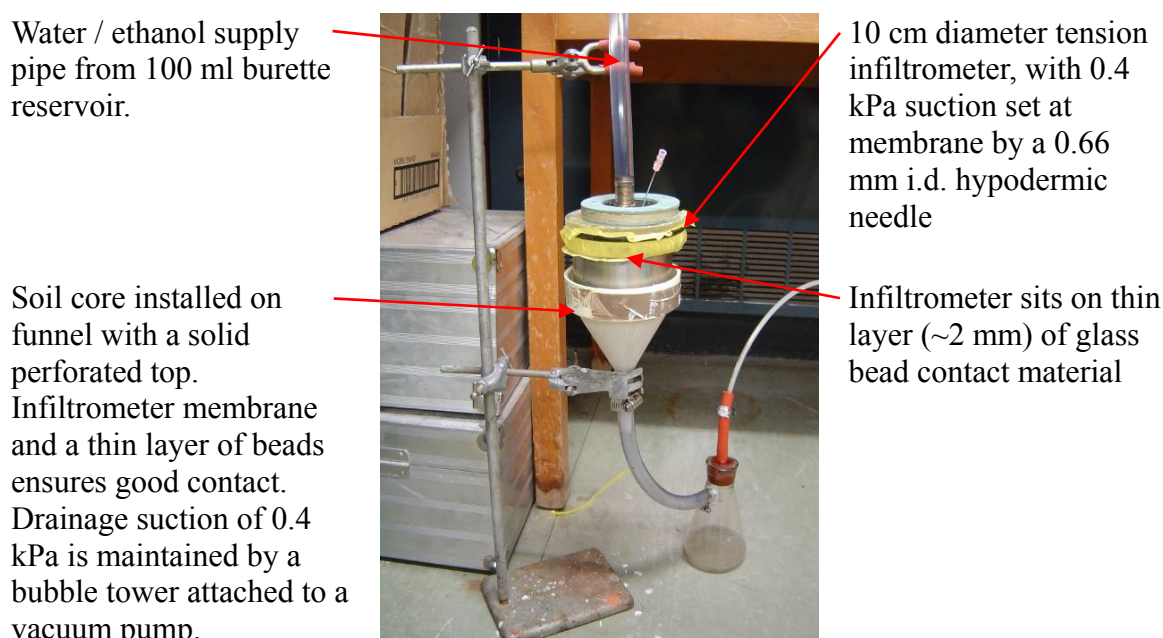 Water / ethanol supply
pipe from 100 ml burette
reservoir.
Soil core installed on
funnel with a solid
perforated top.
Infiltrometer membrane
and a thin layer of beads
ensures good contact.
Drainage suction of 0.4
kPa is maintained by a
bubble tower attached to a
vacuum pump.
10 cm diameter tension
infiltrometer, with 0.4
kPa suction set at
membrane by a 0.66
mm i.d. hypodermic
needle
Infiltrometer sits on thin
layer (~2 mm) of glass
bead contact material